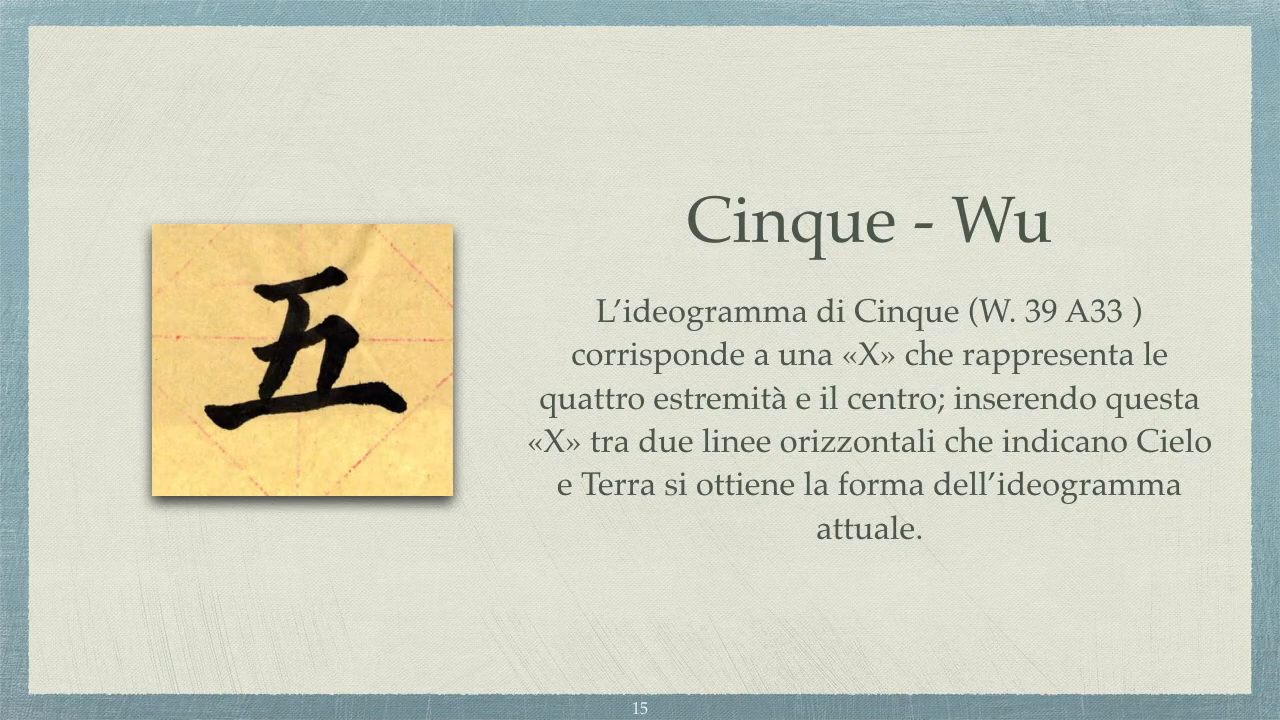 五
Cinque - Wu
L’ideogramma di Cinque (W. 39 A33 )
corrisponde a una «X» che rappresenta le
quattro estremità e il centro; inserendo questa
«X» tra due linee orizzontali che indicano Cielo
e Terra si ottiene la forma dell’ideogramma
attuale.
15